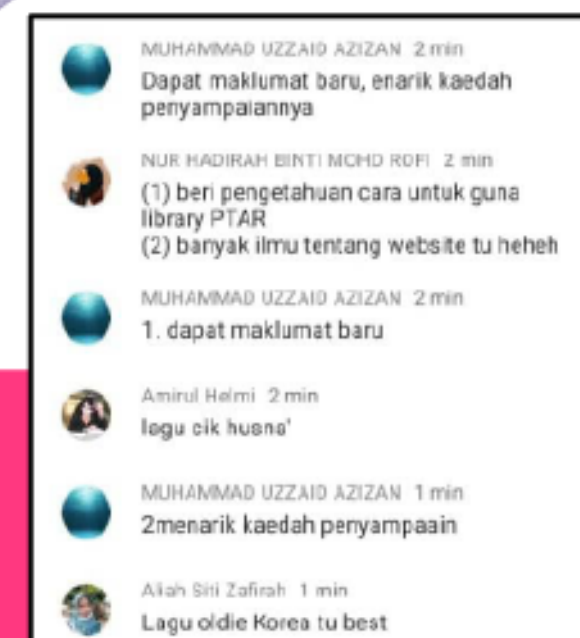 MUHAMMAD UZZAID AZIZAN 2 min
Dapat maklumat baru, enarik kaedah
penyampaiannya
NUR HADIRAH BINTI MOHD ROFI 2 min
(1) beri pengetahuan cara untuk guna
library PTAR
(2) banyak ilmu tentang website tu heheh
MUHAMMAD UZZAID AZIZAN 2 min
1. dapat maklumat baru
Amirul Helmi 2 min
lagu cik husna'
MUHAMMAD UZZAID AZIZAN 1 min
2menarik kaedah penyampaain
Aliah Siti Zafirah 1 min
Lagu oldie Korea tu best